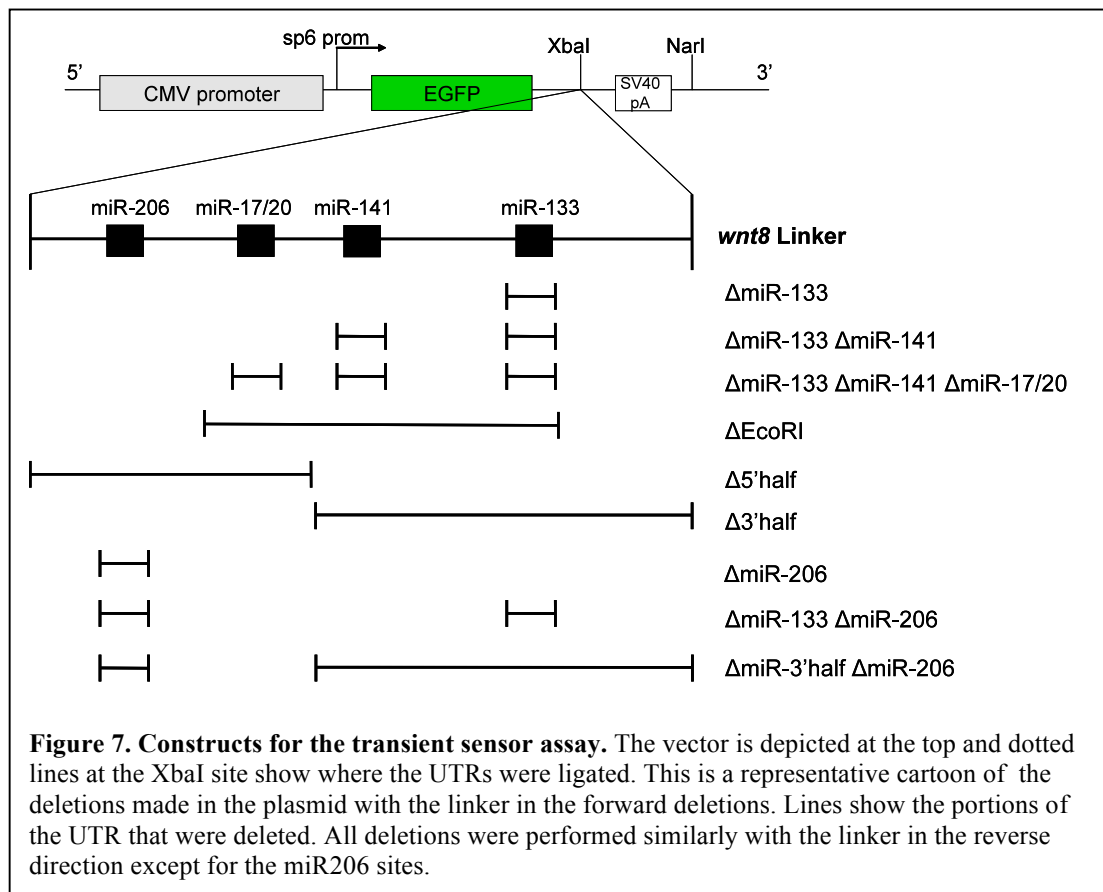 sp6 prom
XbaI
NarI
5'
CMV promoter
EGFP
SV40
pA
3'
miR-206
miR-17/20
miR-141
miR-133
wnt8 Linker
ΔmiR-133
ΔmiR-133 ΔmiR-141
ΔmiR-133 ΔmiR-141 ΔmiR-17/20
ΔEcoRI
Δ5'half
Δ3'half
ΔmiR-206
ΔmiR-133 ΔmiR-206
ΔmiR-3'half ΔmiR-206
Figure 7. Constructs for the transient sensor assay. The vector is depicted at the top and dotted
lines at the XbaI site show where the UTRs were ligated. This is a representative cartoon of the
deletions made in the plasmid with the linker in the forward deletions. Lines show the portions of
the UTR that were deleted. All deletions were performed similarly with the linker in the reverse
direction except for the miR206 sites.